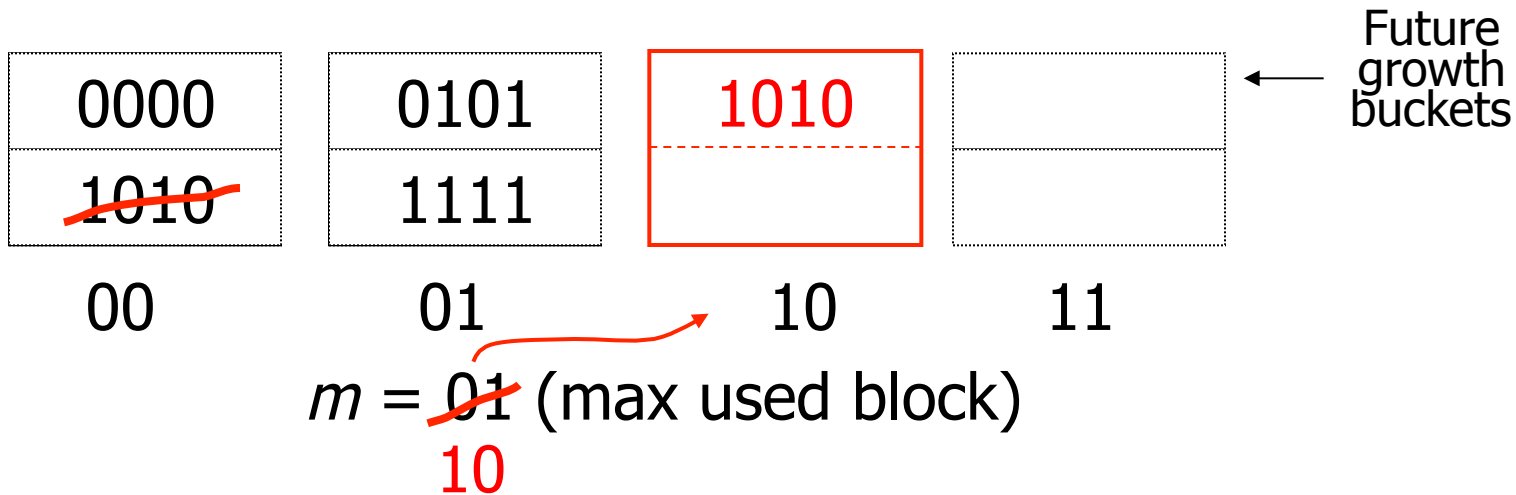 Future
growth
buckets
0000 0101 1010
1010 1111
00 01 10 11
m = 01 (max used block)
10